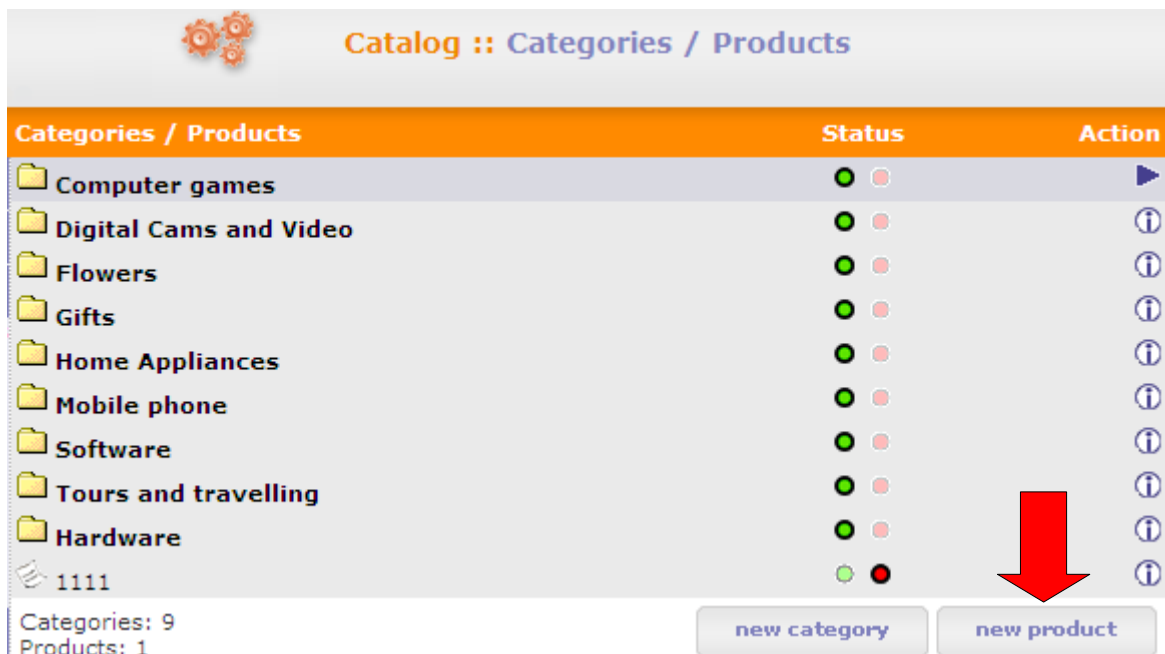 Catalog :: Categories / Products
Categories / Products Status Action
Computer games
Digital Cams and Video
Flowers
Gifts
Home Appliances
Mobile phone
Software
Tours and travelling
Hardware
1111
Categories: 9
Products: 1
new category new product